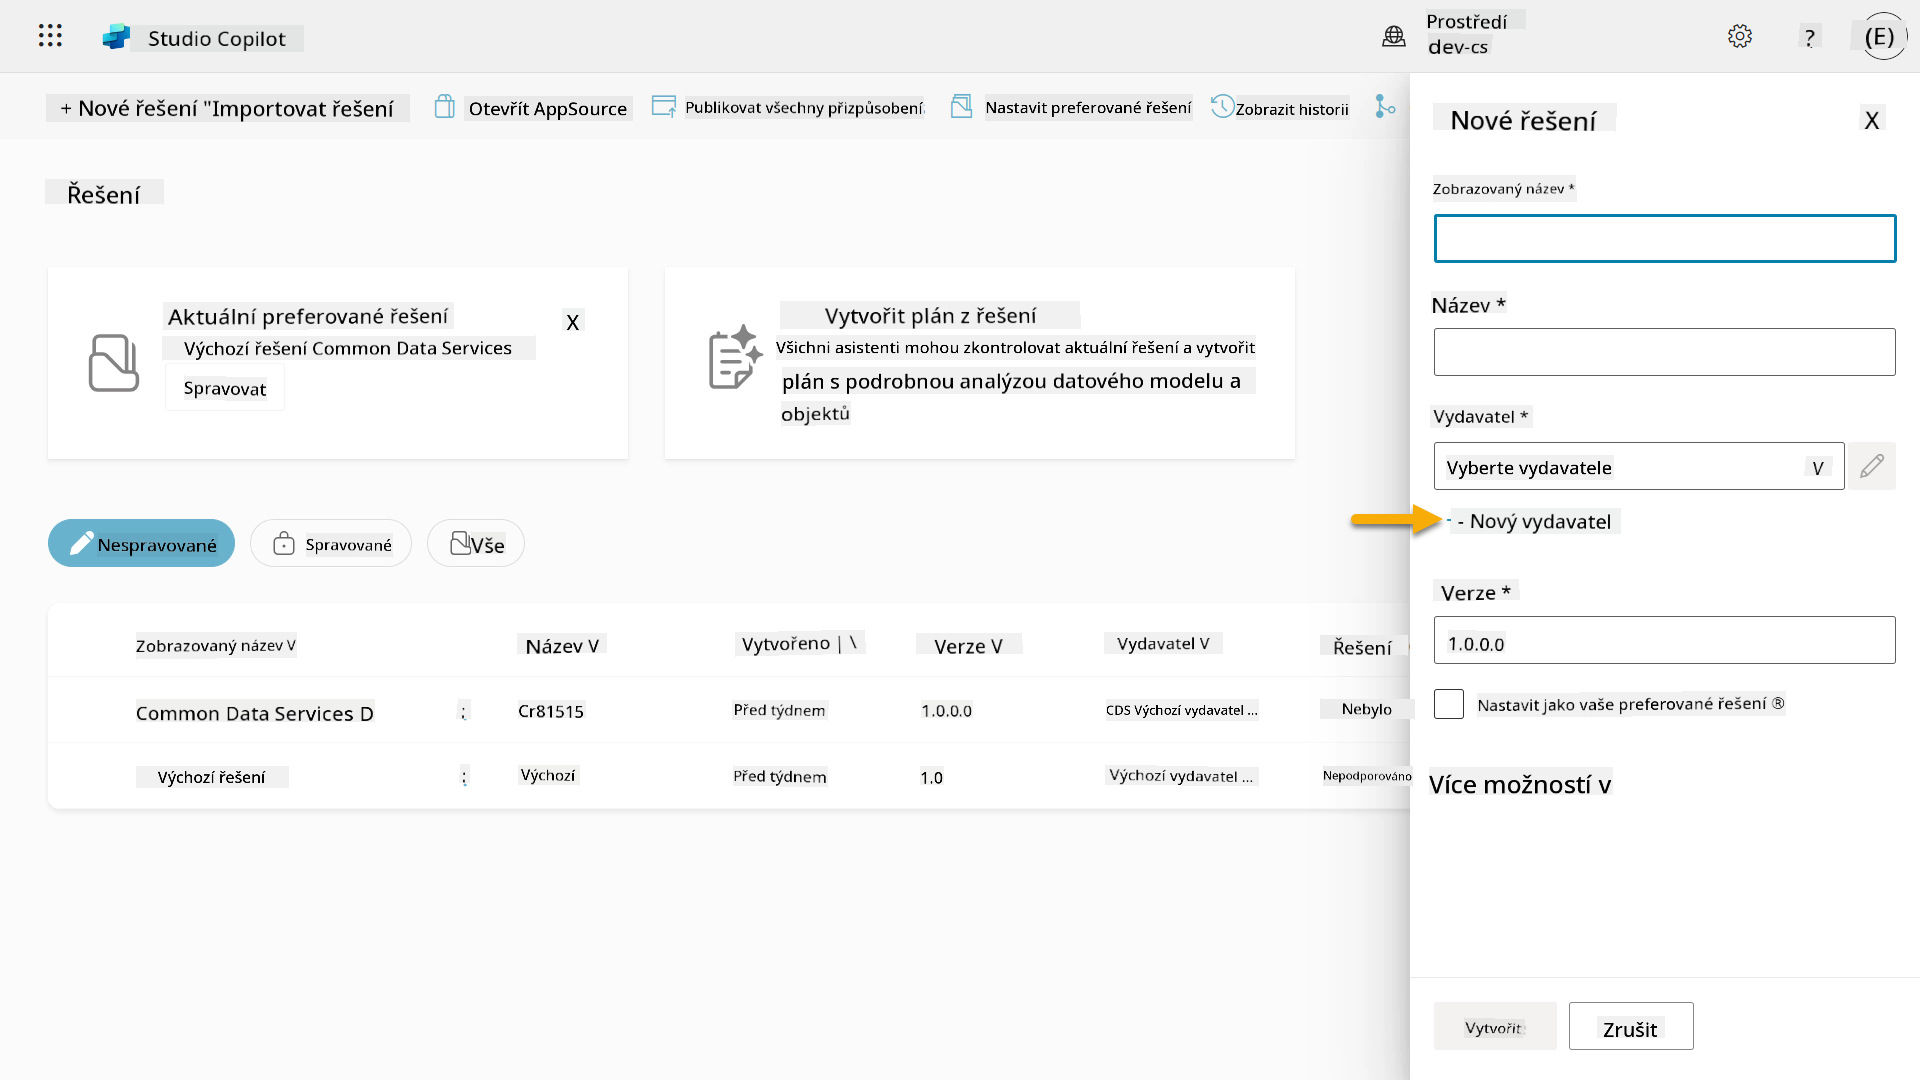 Studio Copilot
Prostředí
dev-cs
?
(E)
+ Nové řešení "Importovat řešení
Otevřít AppSource
Publikovat všechny přizpůsobení
Nastavit preferované řešení
Zobrazit historii
Řešení
Aktuální preferované řešení
X
Výchozí řešení Common Data Services
Spravovat
Vytvořit plán z řešení
Všichni asistenti mohou zkontrolovat aktuální řešení a vytvořit
plán s podrobnou analýzou datového modelu a
objektů
Nespravované
Spravované
Vše
Zobrazovaný název V
Název V
Vytvořeno | \
Verze V
Vydavatel V
Řešení
Common Data Services D
:
Cr81515
Před týdnem
1.0.0.0
CDS Výchozí vydavatel ...
Nebylo
Výchozí řešení
:
Výchozí
Před týdnem
1.0
Výchozí vydavatel ...
Nepodporováno
Nové řešení
X
Zobrazovaný název *
Název *
Vydavatel *
Vyberte vydavatele
V
- Nový vydavatel
Verze *
1.0.0.0
Nastavit jako vaše preferované řešení ®
Více možností v
Vytvořit
Zrušit